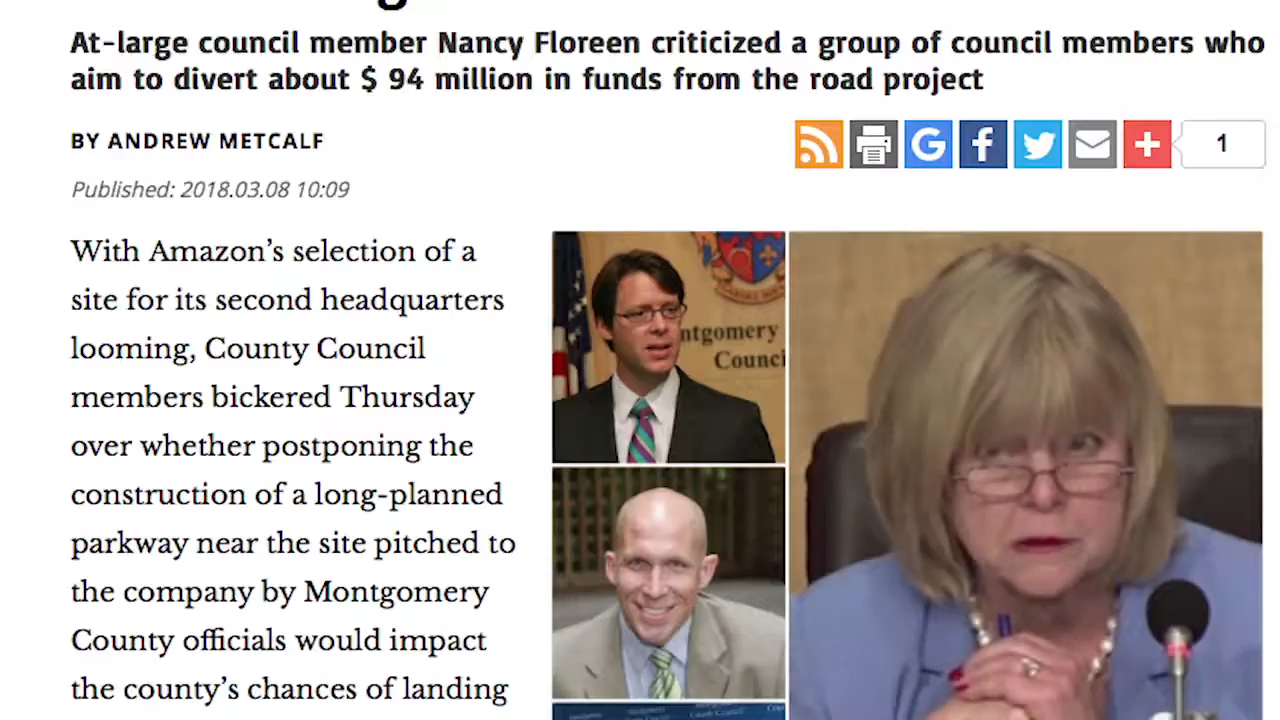 At-large council member Nancy Floreen criticized a group of council members who
aim to divert about $ 94 million in funds from the road project
BY ANDREW METCALF
1
Published: 2018.03.08 10:09
With Amazon’s selection of a
site for its second headquarters
looming, County Council
members bickered Thursday
over whether postponing the
construction of a long-planned
parkway near the site pitched to
the company by Montgomery
County officials would impact
the county’s chances of landing
ntgomery
Counci